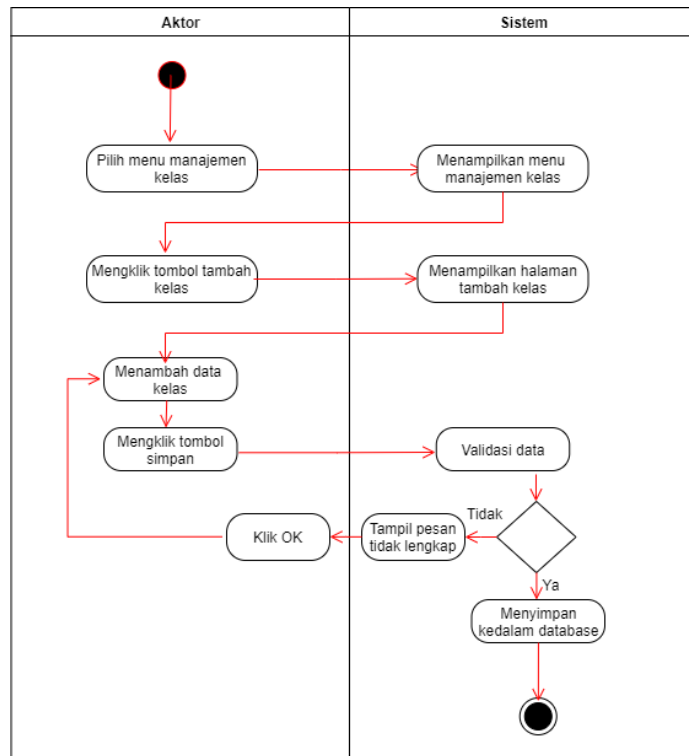 Aktor
Sistem
Pilih menu manajemen
kelas
Menampilkan menu
manajemen kelas
Mengklik tombol tambah
kelas
Menampilkan halaman
tambah kelas
Menambah data
kelas
Mengklik tombol
simpan
Validasi data
Tidak
Tampil pesan
tidak lengkap
Klik OK
Ya
Menyimpan
kedalam database